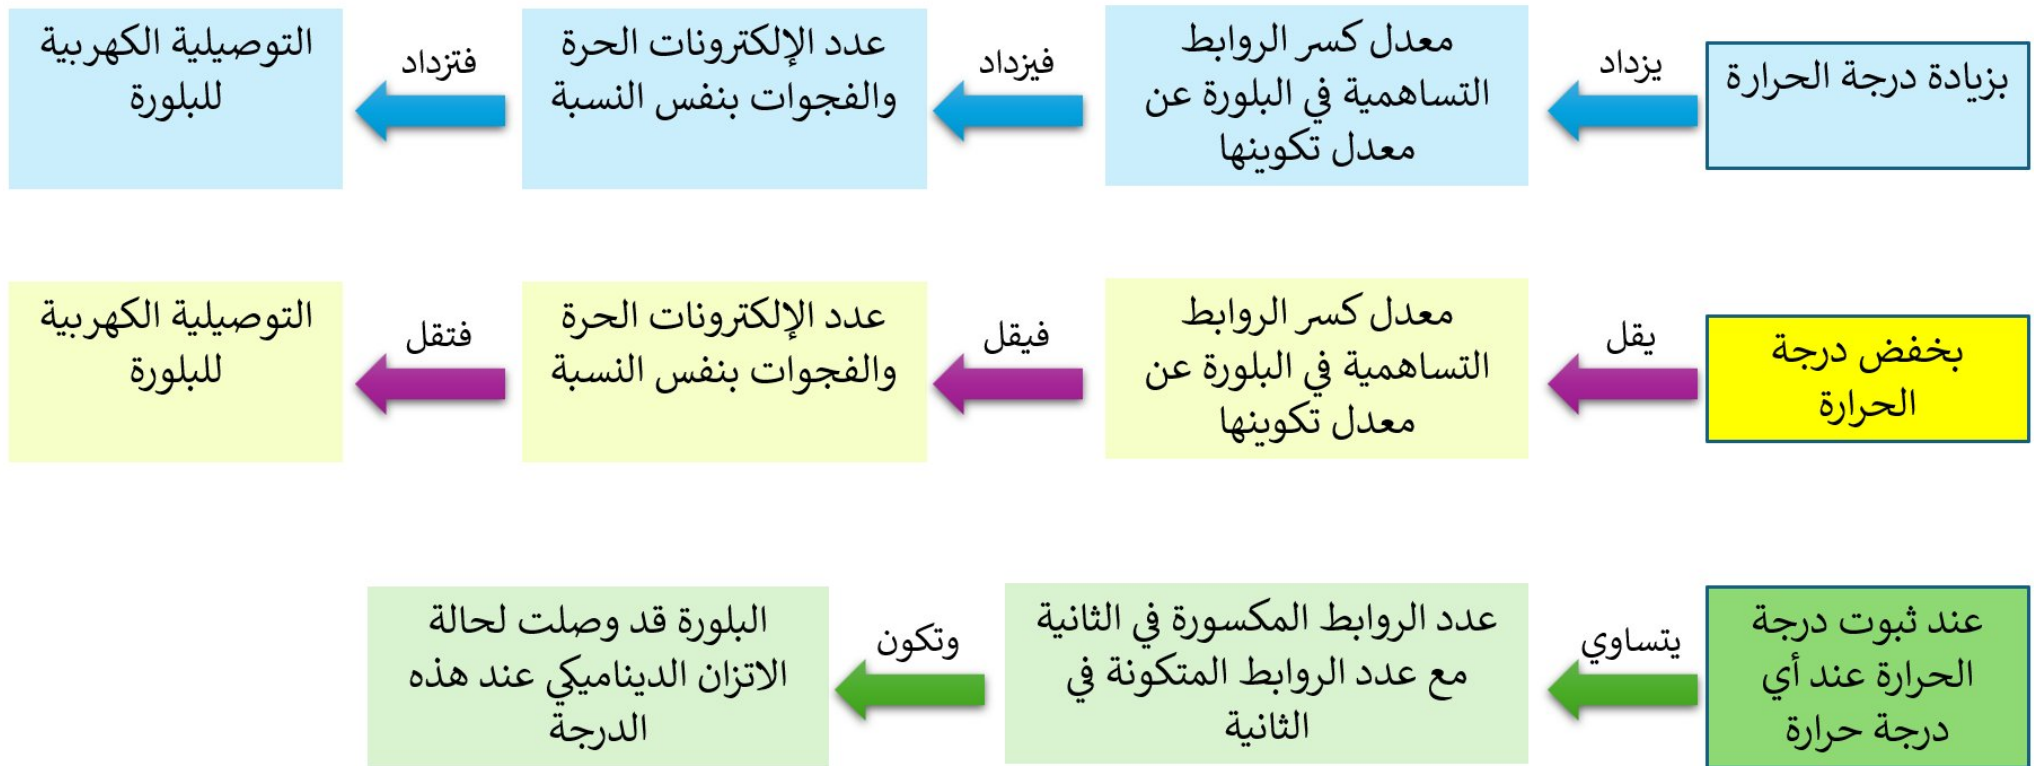 بزيادة درجة الحرارة
يزداد
معدل كسر الروابط
التساهمية في البلورة عن
معدل تكوينها
فيزداد
عدد الإلكترونات الحرة
والفجوات بنفس النسبة
فتزداد
التوصيلية الكهربية
للبلورة
بخفض درجة
الحرارة
يقل
معدل كسر الروابط
التساهمية في البلورة عن
معدل تكوينها
فيقل
عدد الإلكترونات الحرة
والفجوات بنفس النسبة
فتقل
التوصيلية الكهربية
للبلورة
عند ثبوت درجة
الحرارة عند أي
درجة حرارة
يتساوي
عدد الروابط المكسورة في الثانية
مع عدد الروابط المتكونة في
الثانية
وتكون
البلورة قد وصلت لحالة
الاتزان الديناميكي عند هذه
الدرجة